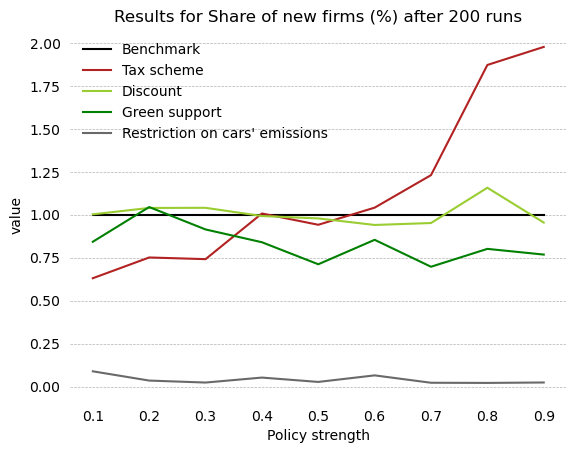 Results for Share of new firms (%) after 200 runs
2.00
1.75
1.50
1.25
1.00
0.75
0.50
0.25
0.00
value
Benchmark
Tax scheme
Discount
Green support
Restriction on cars' emissions
0.1 0.2 0.3 0.4 0.5 0.6 0.7 0.8 0.9
Policy strength